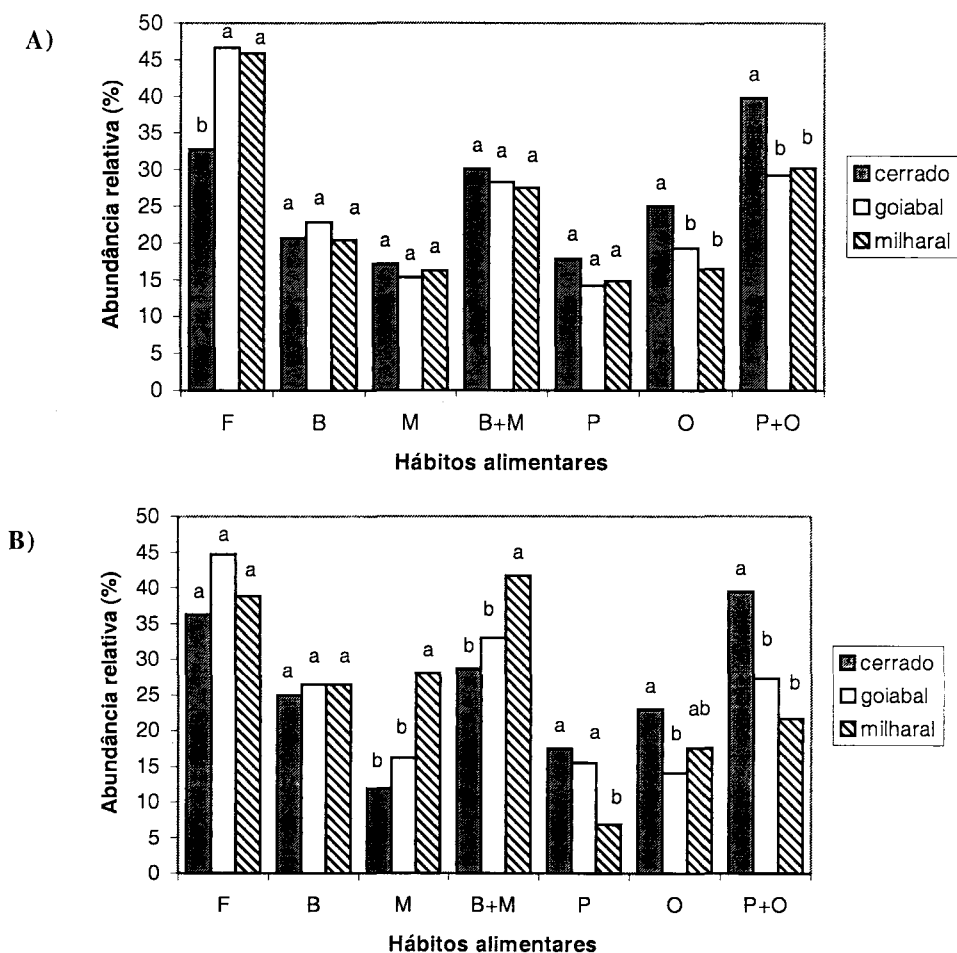 A)
Abundância relativa (%)
50
45
40
35
30
25
20
15
10
5
0
b a a
a a a
a a a
a a a
a a a
a b b
a b b
F B M B+M P O P+O
Hábitos alimentares
cerrado
goiabal
milharal
B)
Abundância relativa (%)
50
45
40
35
30
25
20
15
10
5
0
a a a
a a a
b b a
b b a
a a b
a b ab
a b b
F B M B+M P O P+O
Hábitos alimentares
cerrado
goiabal
milharal